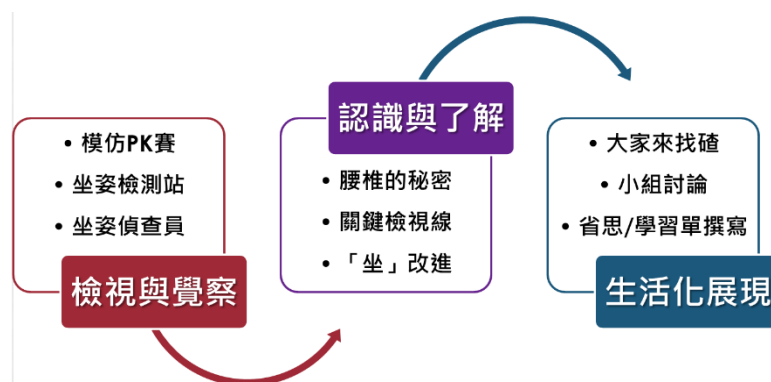 • 模仿PK賽
• 坐姿檢測站
• 坐姿偵查員
檢視與覺察
認識與了解
• 腰椎的秘密
• 關鍵檢視線
• 「坐」改進
• 大家來找碴
• 小組討論
• 省思/學習單撰寫
生活化展現